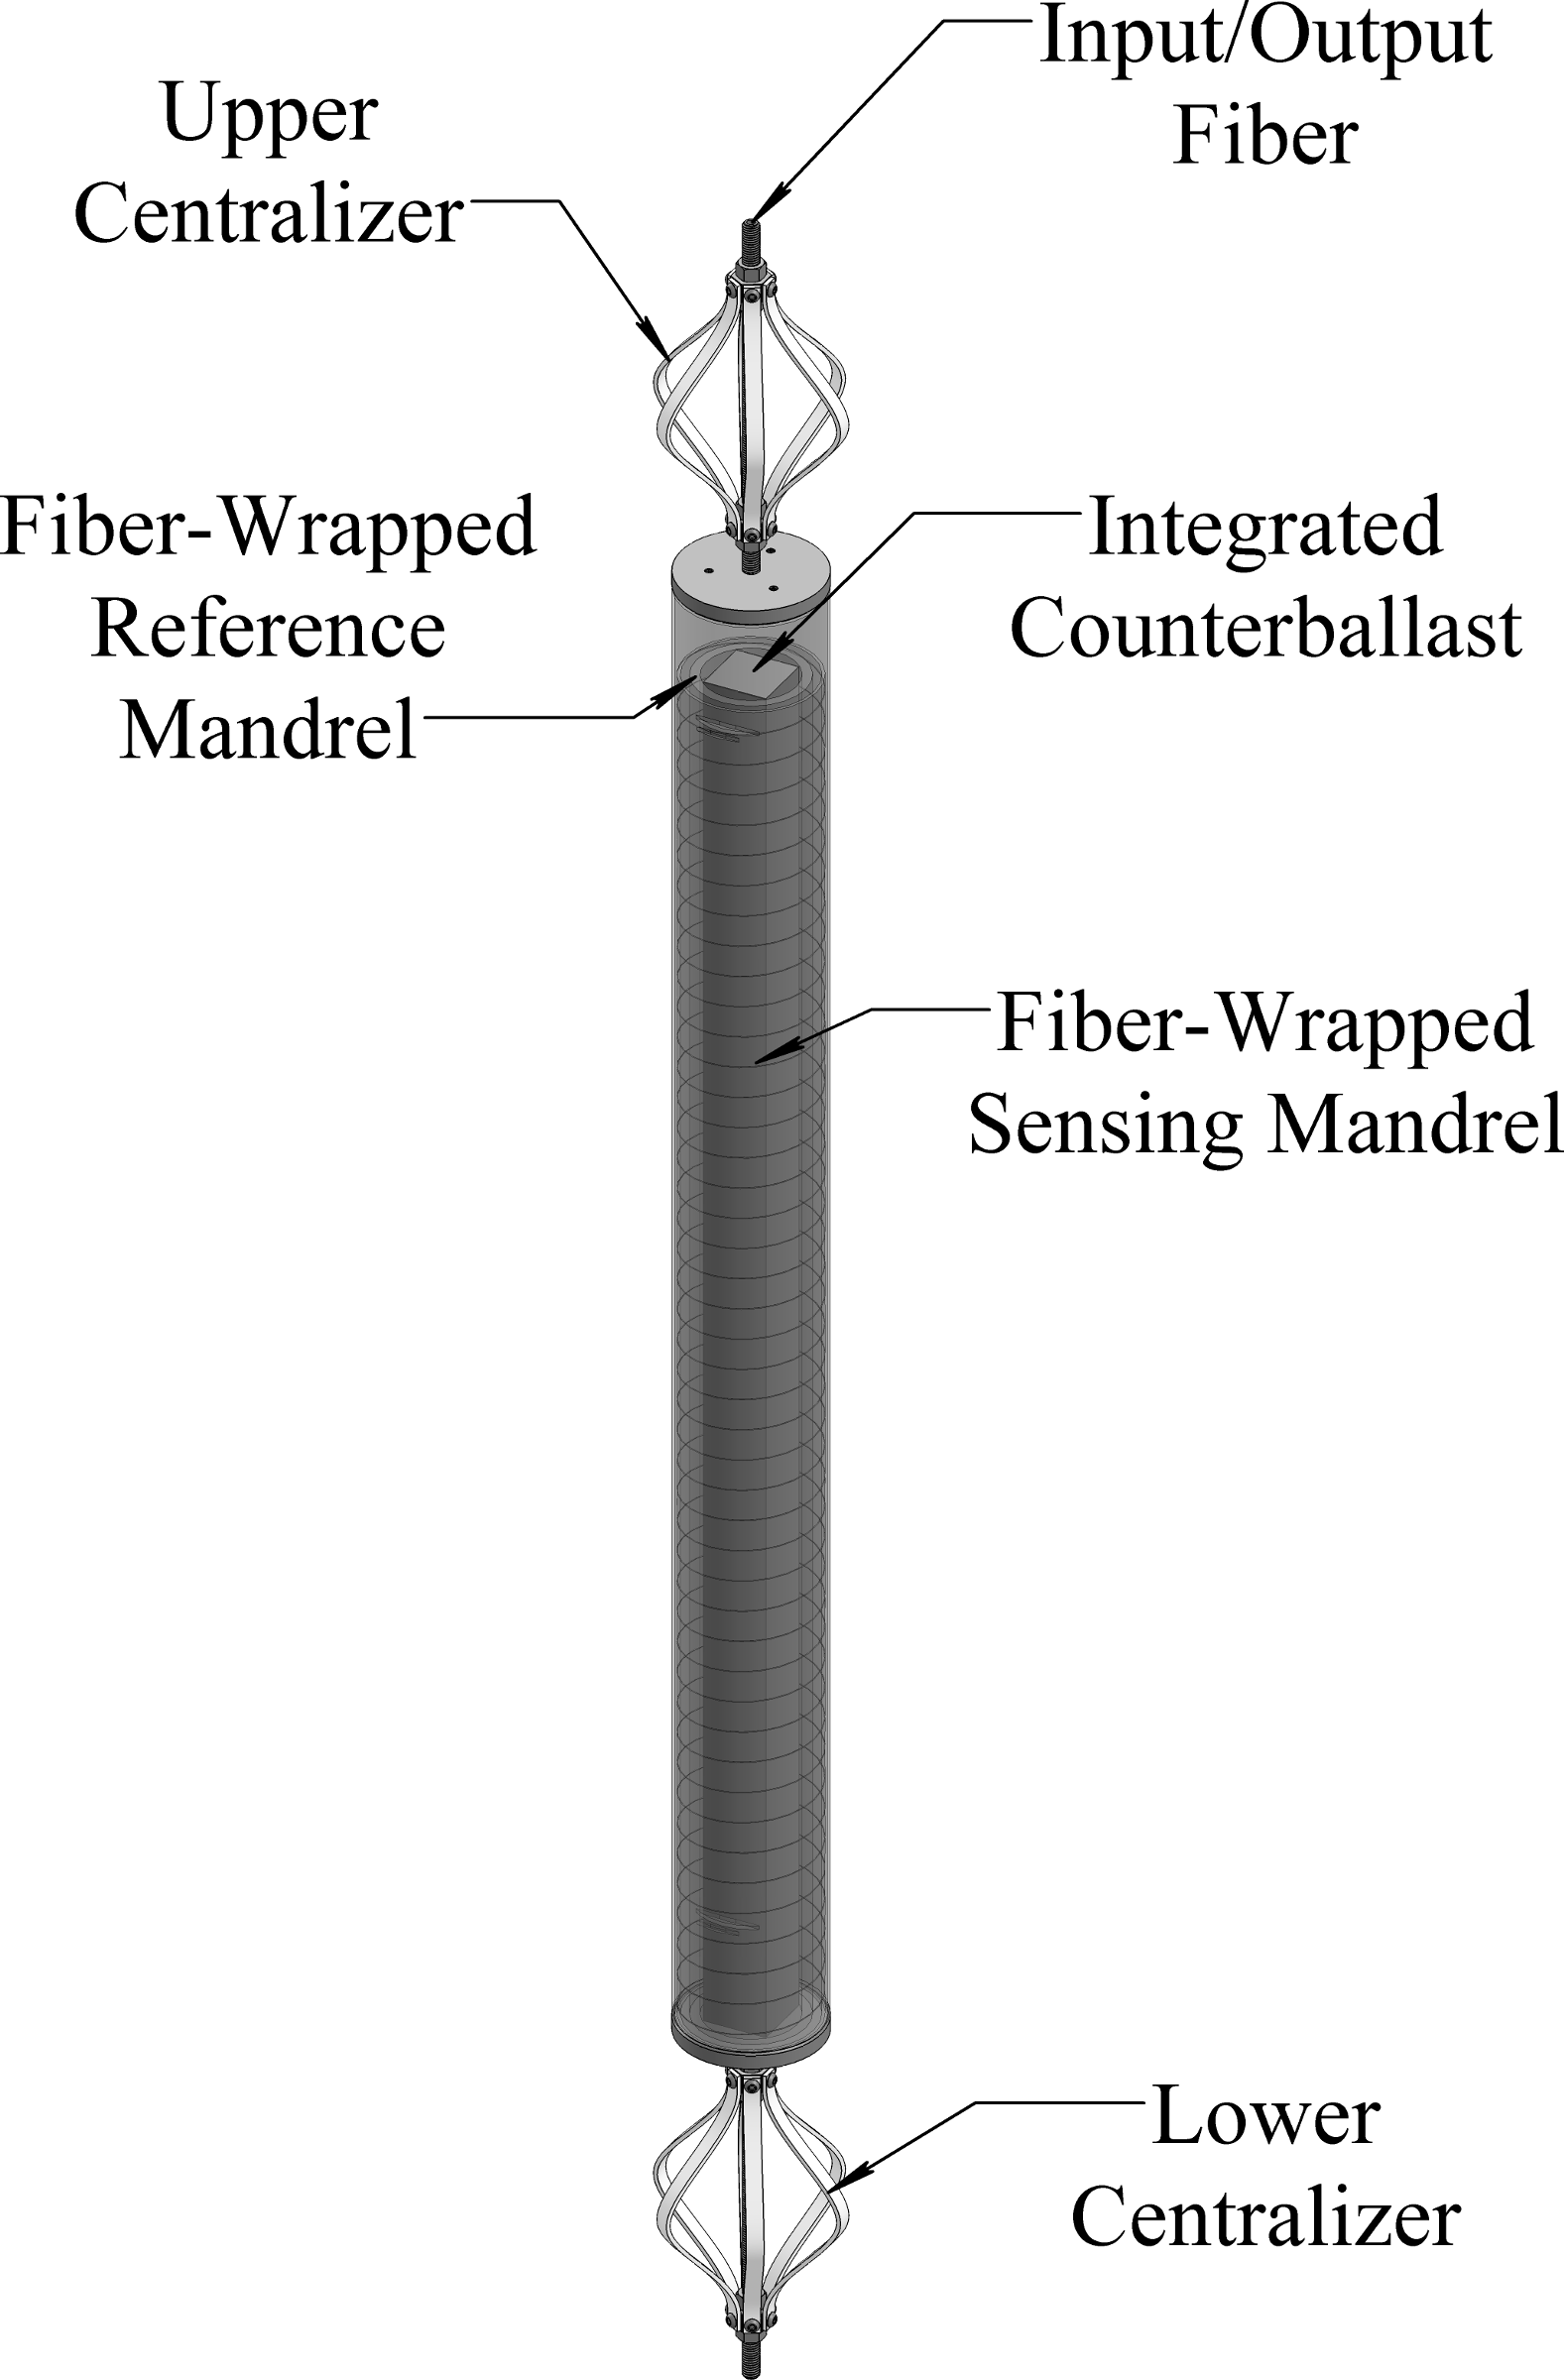 Input/Output
Fiber
Upper
Centralizer
Fiber-Wrapped
Reference
Mandrel
Integrated
Counterballast
Fiber-Wrapped
Sensing Mandrel
Lower
Centralizer